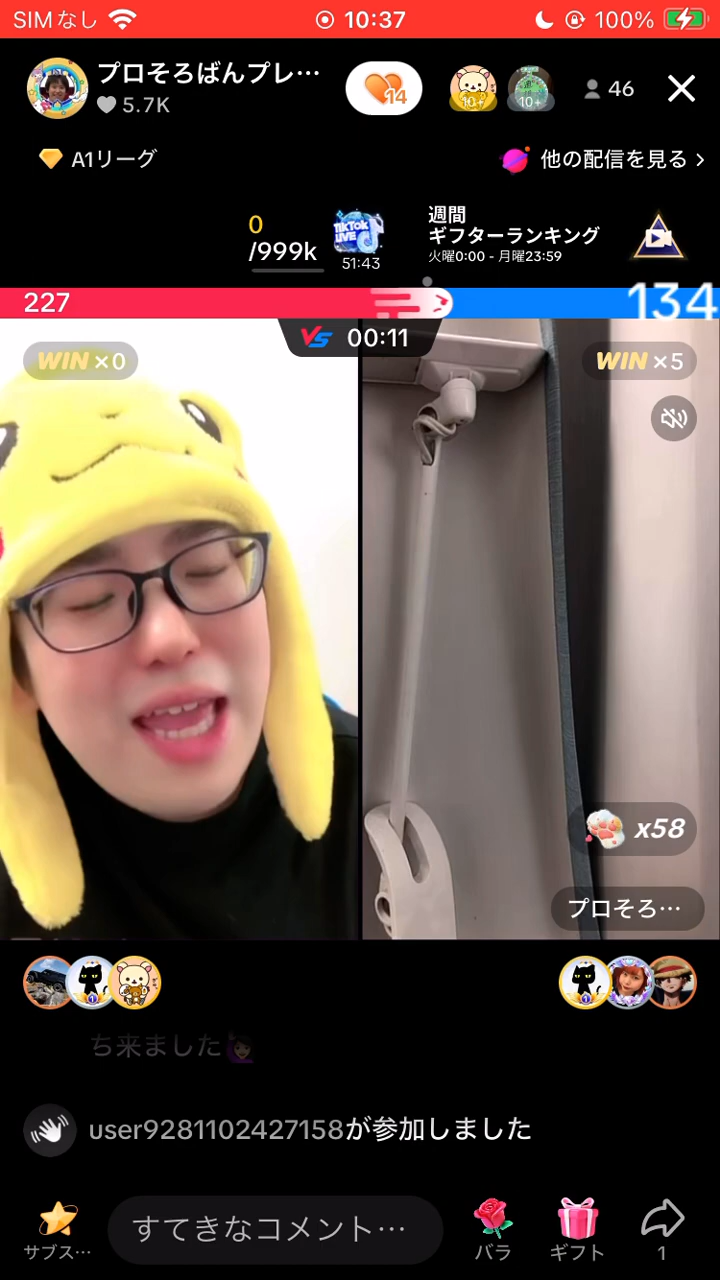 SIMなし 10:37 100%
プロそろばんプレ…
5.7K
14
10+ 10+
46
A1リーグ
他の配信を見る
0
/999k
TikTok LIVE
51:43
週間
ギフターランキング
火曜0:00 - 月曜23:59
227
134
VS 00:11
WIN ×0
WIN ×5
x58
プロそろ…
1
1
ち来ました
user9281102427158が参加しました
サブス…
すてきなコメント…
バラ
ギフト
1